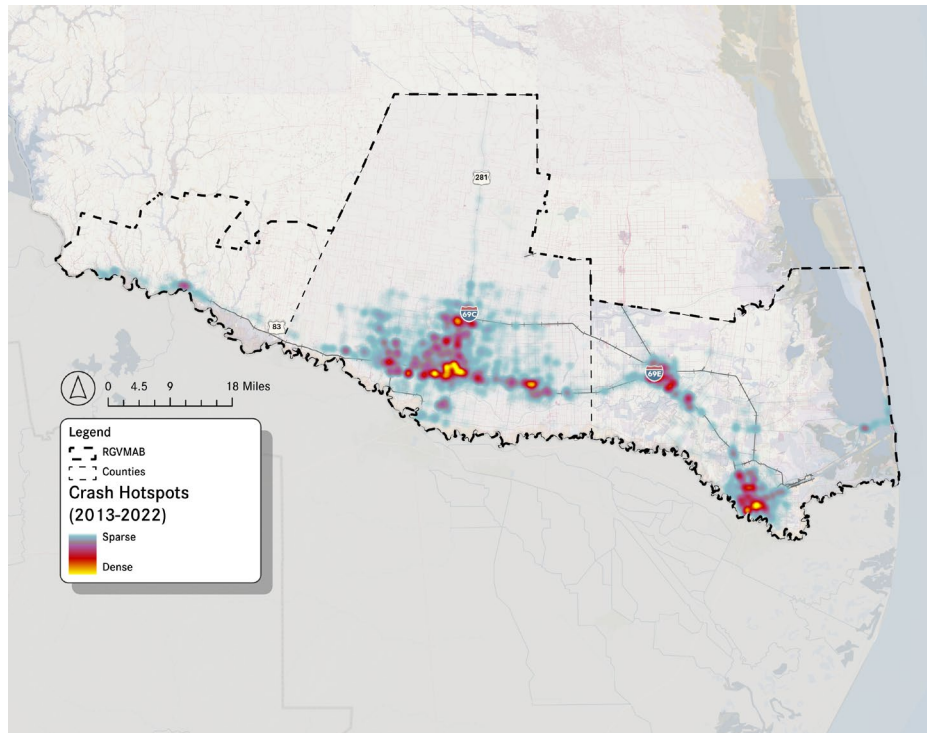 281
69C
83
69E
0 4.5 9 18 Miles
Legend
RGVMAB
Counties
Crash Hotspots
(2013-2022)
Sparse
Dense